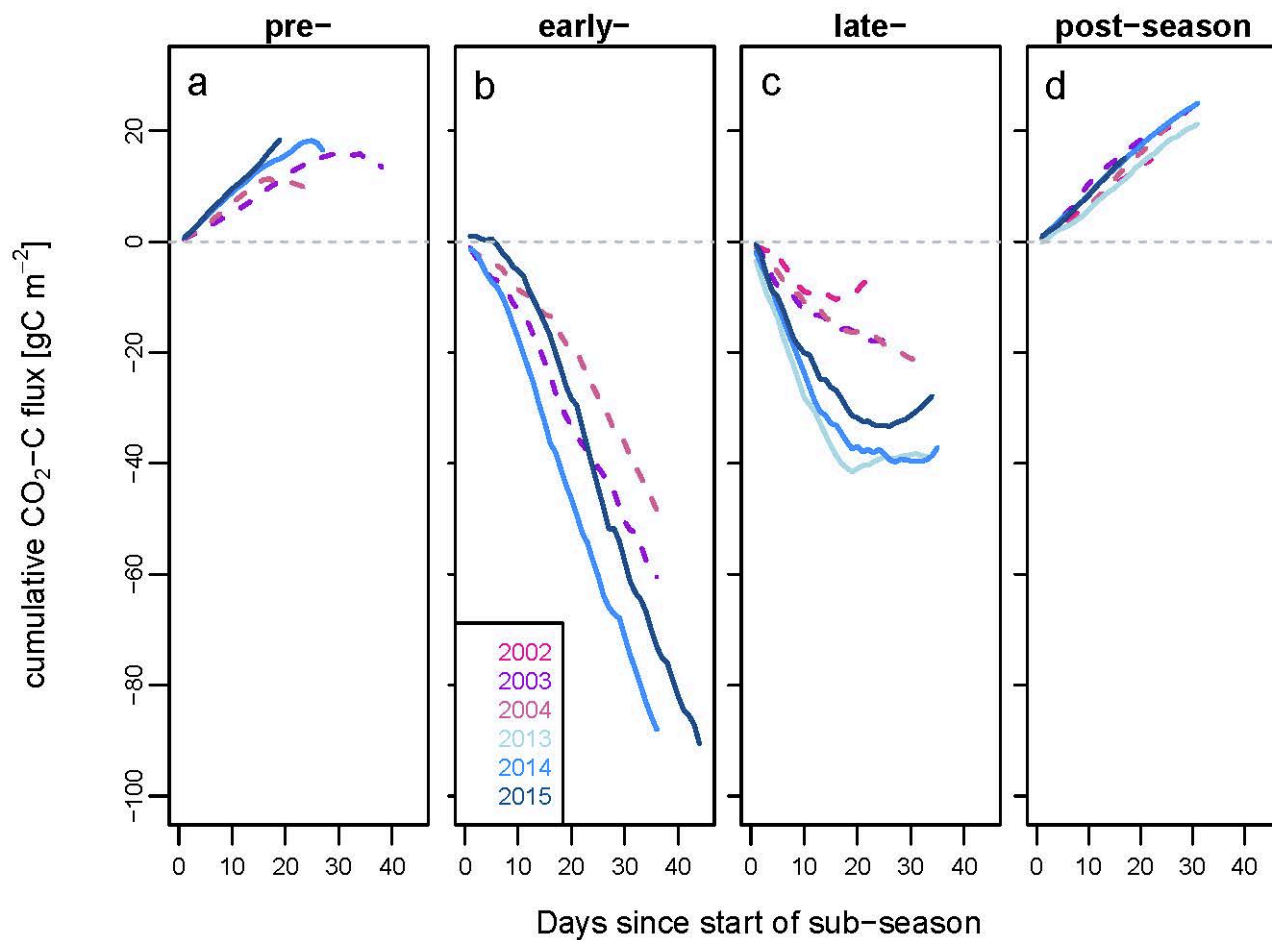 pre− early− late− post−season
a b c d
cumulative CO₂−C flux [gC m⁻²]
20
0
−20
−40
−60
−80
−100
2002
2003
2004
2013
2014
2015
0 10 20 30 40 0 10 20 30 40 0 10 20 30 40 0 10 20 30 40
Days since start of sub−season